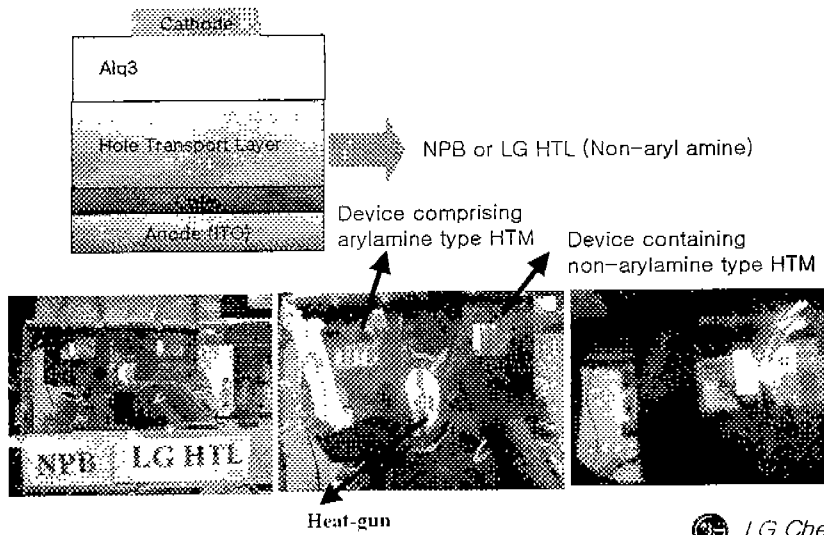 Cathode
Alq3
Hole Transport Layer
NPB or LG HTL (Non-aryl amine)
Anode (ITO)
Device comprising
arylamine type HTM
Device containing
non-arylamine type HTM
NPB
LG HTL
Heat-gun
LG Che